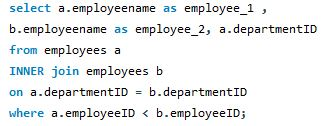 select a.employeename as employee_1 ,
b.employeename as employee_2, a.departmentID
from employees a
INNER join employees b
on a.departmentID = b.departmentID
where a.employeeID < b.employeeID;